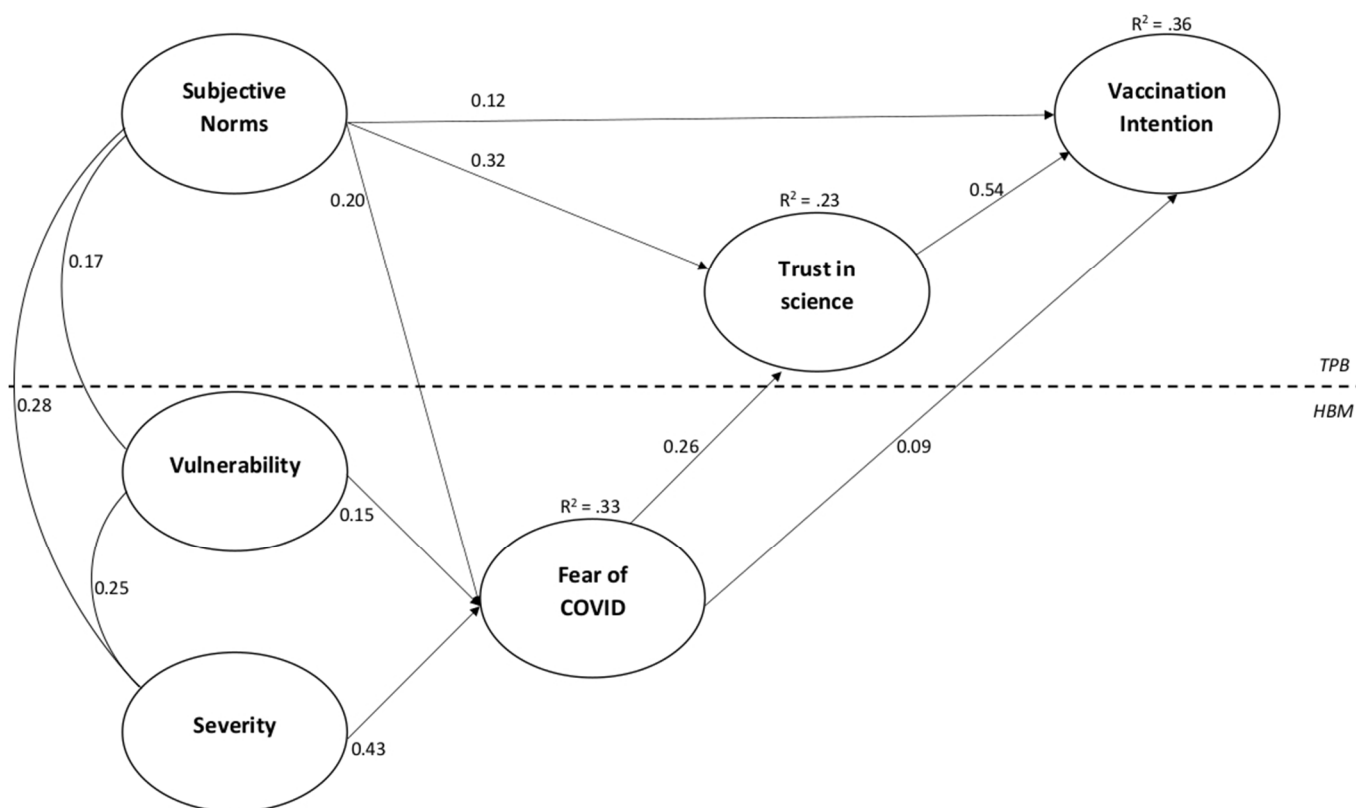 R² = .36
Subjective
Norms
Vaccination
Intention
0.12
0.32
0.20
0.54
R² = .23
0.17
Trust in
science
TPB
0.28
HBM
0.26
0.09
Vulnerability
0.15
R² = .33
0.25
Fear of
COVID
Severity
0.43